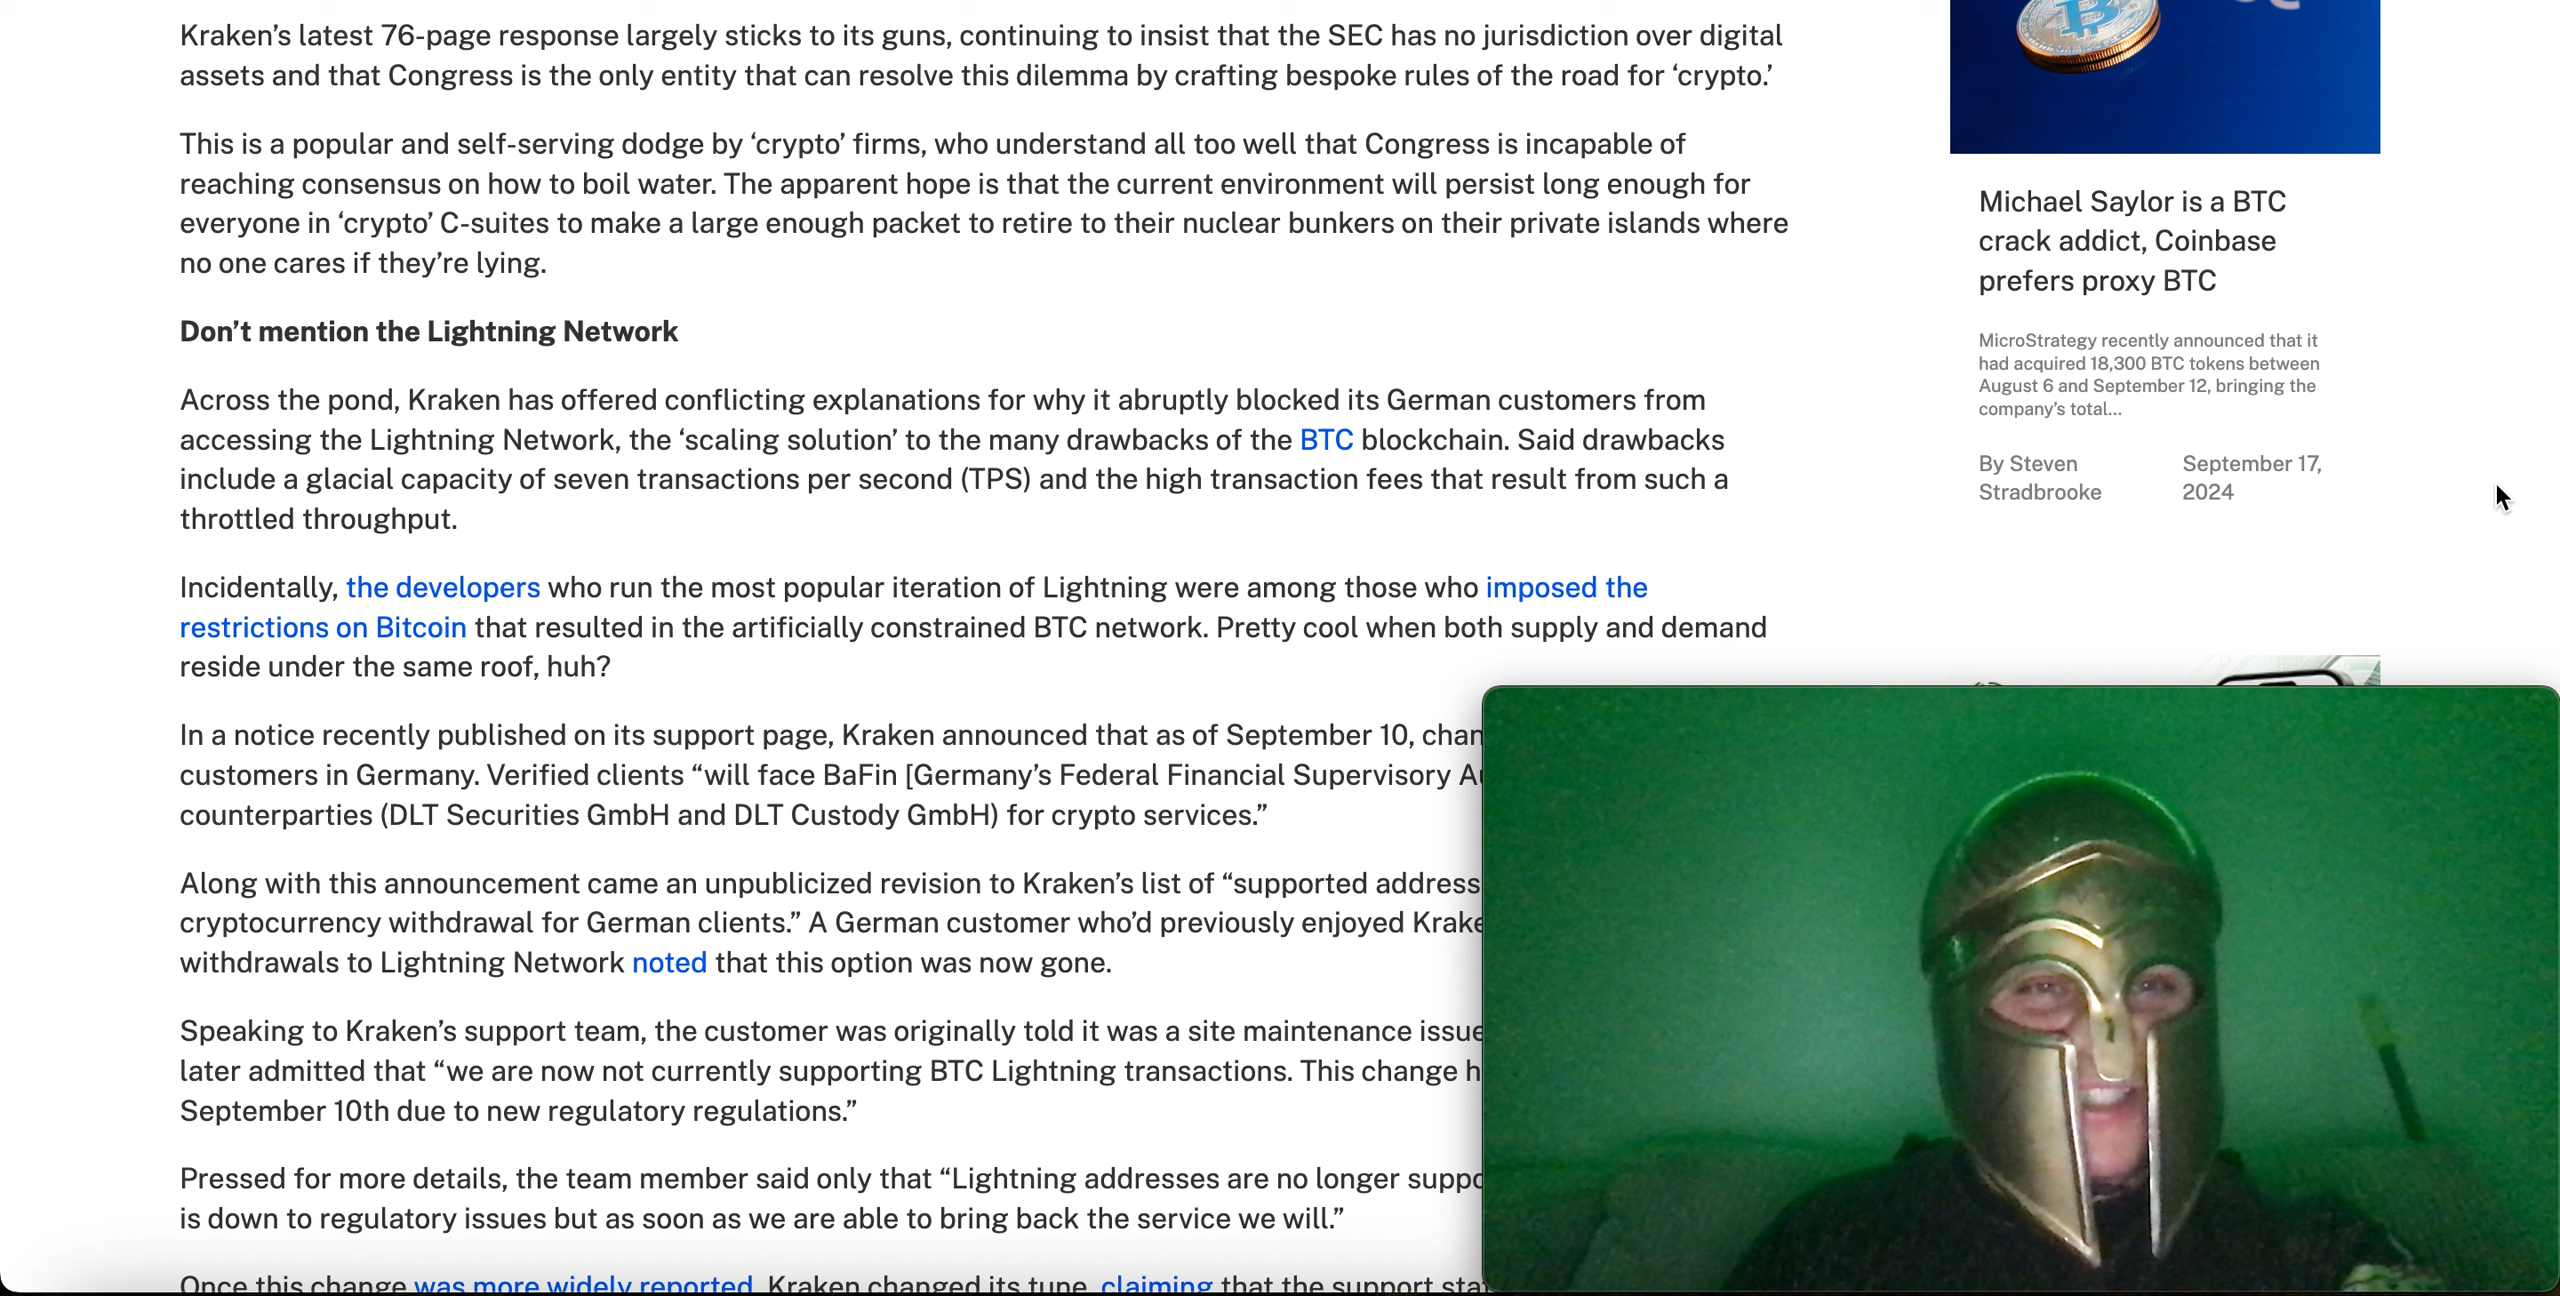 Kraken’s latest 76-page response largely sticks to its guns, continuing to insist that the SEC has no jurisdiction over digital
assets and that Congress is the only entity that can resolve this dilemma by crafting bespoke rules of the road for ‘crypto.’
This is a popular and self-serving dodge by ‘crypto’ firms, who understand all too well that Congress is incapable of
reaching consensus on how to boil water. The apparent hope is that the current environment will persist long enough for
everyone in ‘crypto’ C-suites to make a large enough packet to retire to their nuclear bunkers on their private islands where
no one cares if they’re lying.
Don’t mention the Lightning Network
Across the pond, Kraken has offered conflicting explanations for why it abruptly blocked its German customers from
accessing the Lightning Network, the ‘scaling solution’ to the many drawbacks of the BTC blockchain. Said drawbacks
include a glacial capacity of seven transactions per second (TPS) and the high transaction fees that result from such a
throttled throughput.
Incidentally, the developers who run the most popular iteration of Lightning were among those who imposed the
restrictions on Bitcoin that resulted in the artificially constrained BTC network. Pretty cool when both supply and demand
reside under the same roof, huh?
In a notice recently published on its support page, Kraken announced that as of September 10,
customers in Germany. Verified clients “will face BaFin [Germany’s Federal Financial Supervisory
counterparties (DLT Securities GmbH and DLT Custody GmbH) for crypto services.”
Along with this announcement came an unpublicized revision to Kraken’s list of “supported address
cryptocurrency withdrawal for German clients.” A German customer who’d previously enjoyed
withdrawals to Lightning Network noted that this option was now gone.
Speaking to Kraken’s support team, the customer was originally told it was a site maintenance issue
later admitted that “we are now not currently supporting BTC Lightning transactions. This change
September 10th due to new regulatory regulations.”
Pressed for more details, the team member said only that “Lightning addresses are no longer
is down to regulatory issues but as soon as we are able to bring back the service we will.”
Once this change was more widely reported, Kraken changed its tune, claiming that the support
Michael Saylor is a BTC
crack addict, Coinbase
prefers proxy BTC
MicroStrategy recently announced that it
had acquired 18,300 BTC tokens between
August 6 and September 12, bringing the
company’s total...
By Steven
Stradbrooke
September 17,
2024